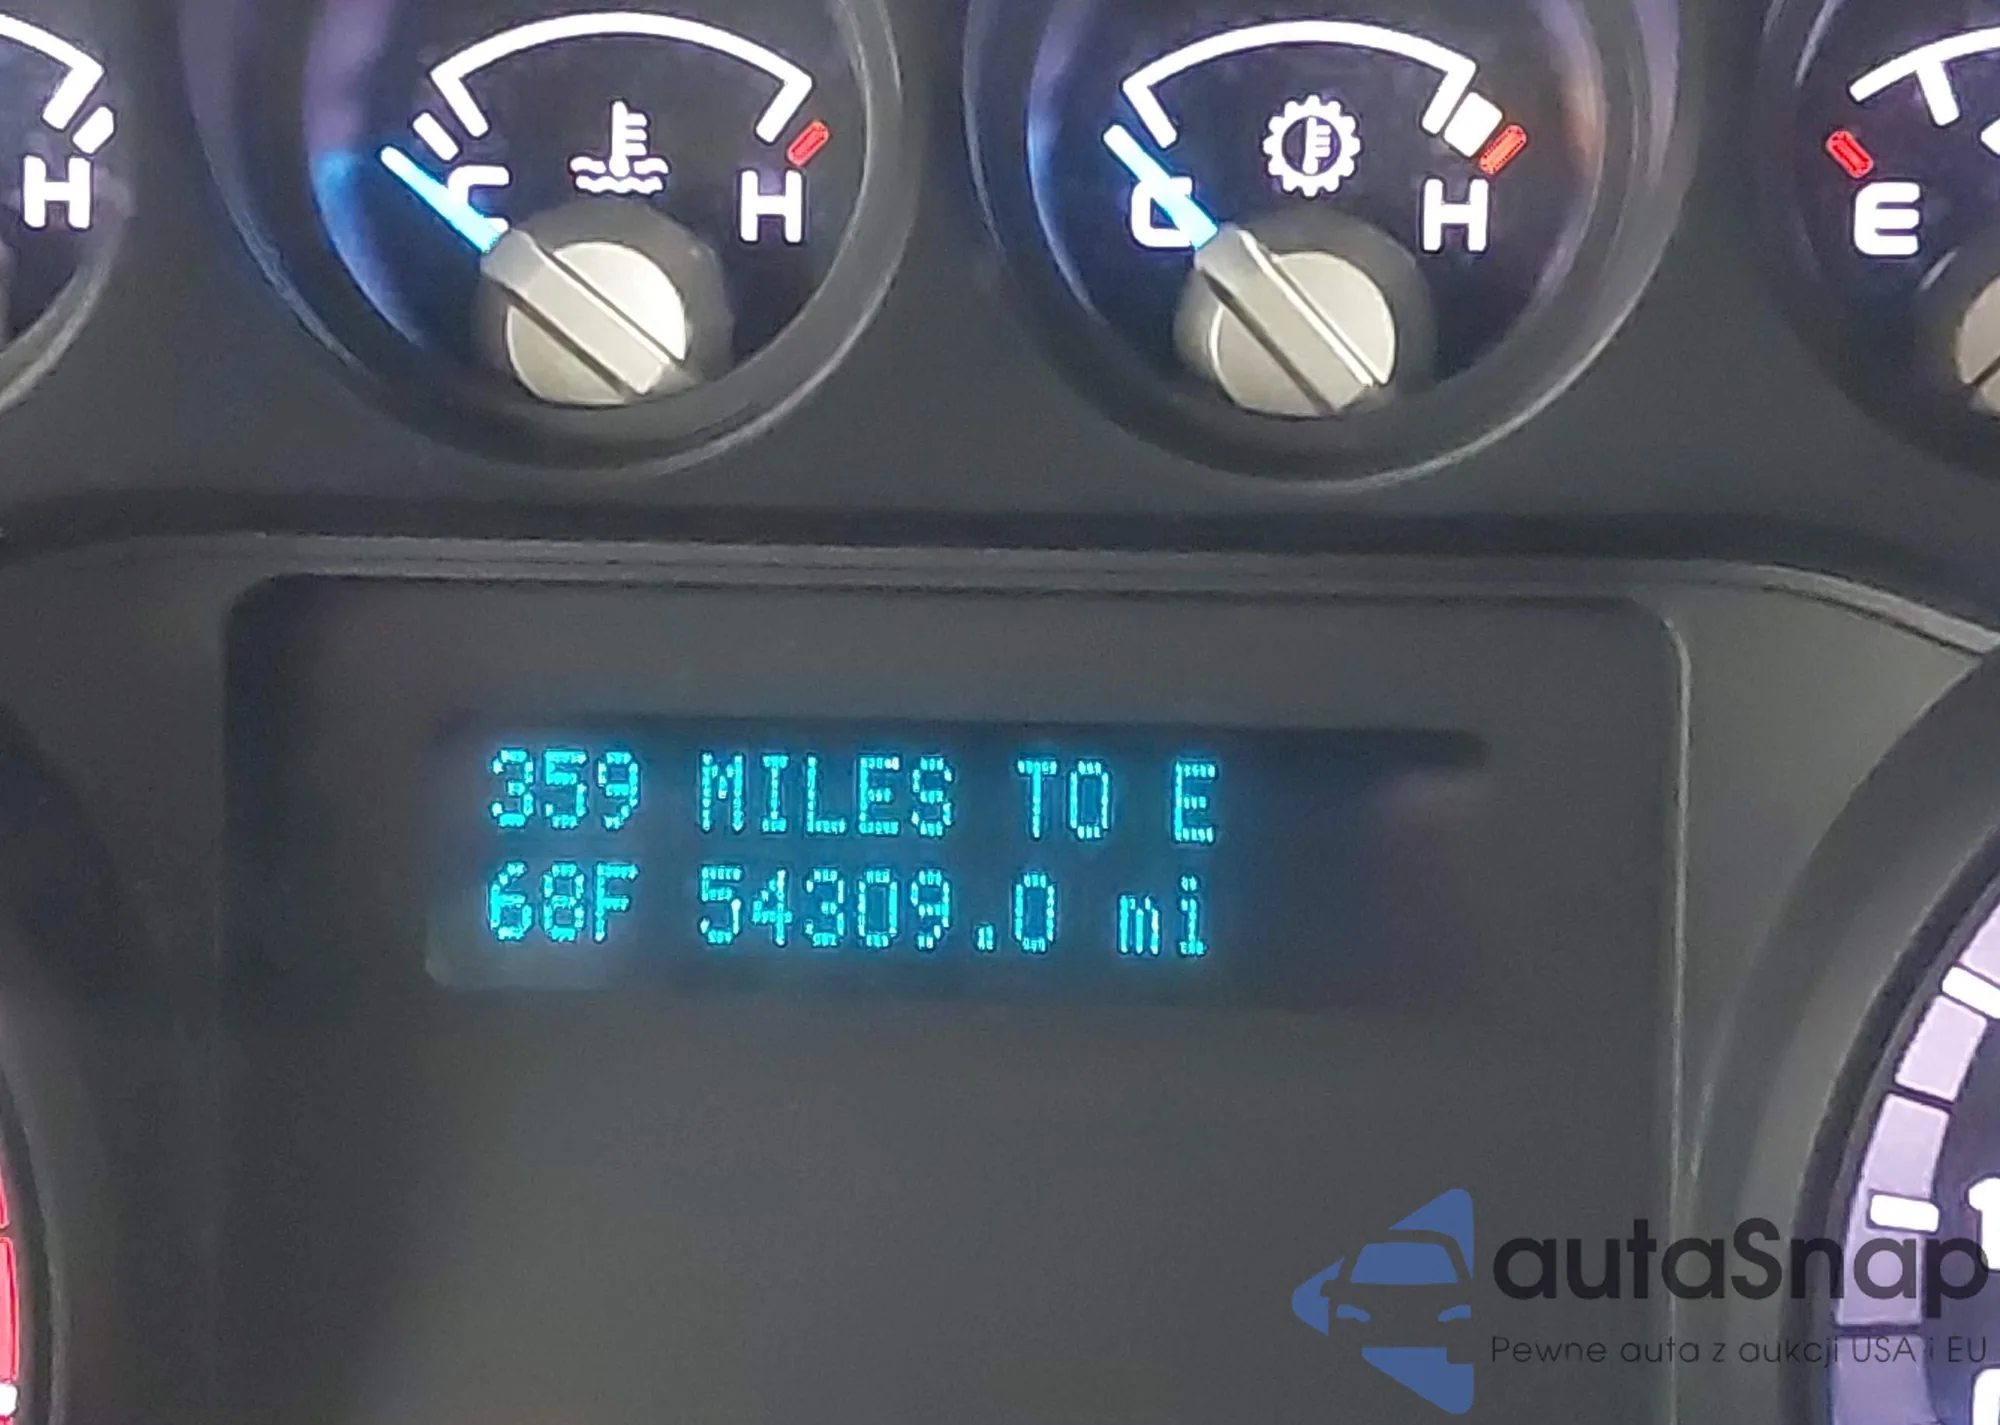 H
C
H
C
H
E
359 MILES TO E
68F 54309.0 mi
autaSnap
Pewne auta z aukcji USA i EU